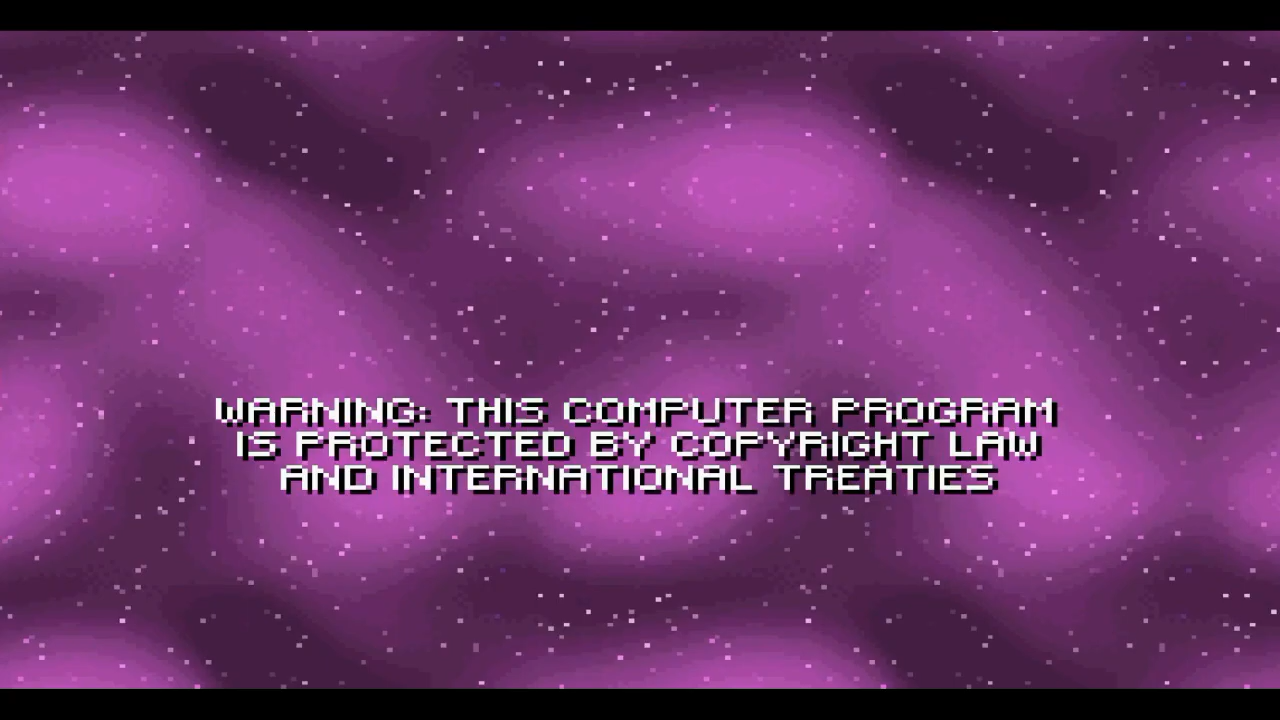 WARNING: THIS COMPUTER PROGRAM
IS PROTECTED BY COPYRIGHT LAW
AND INTERNATIONAL TREATIES